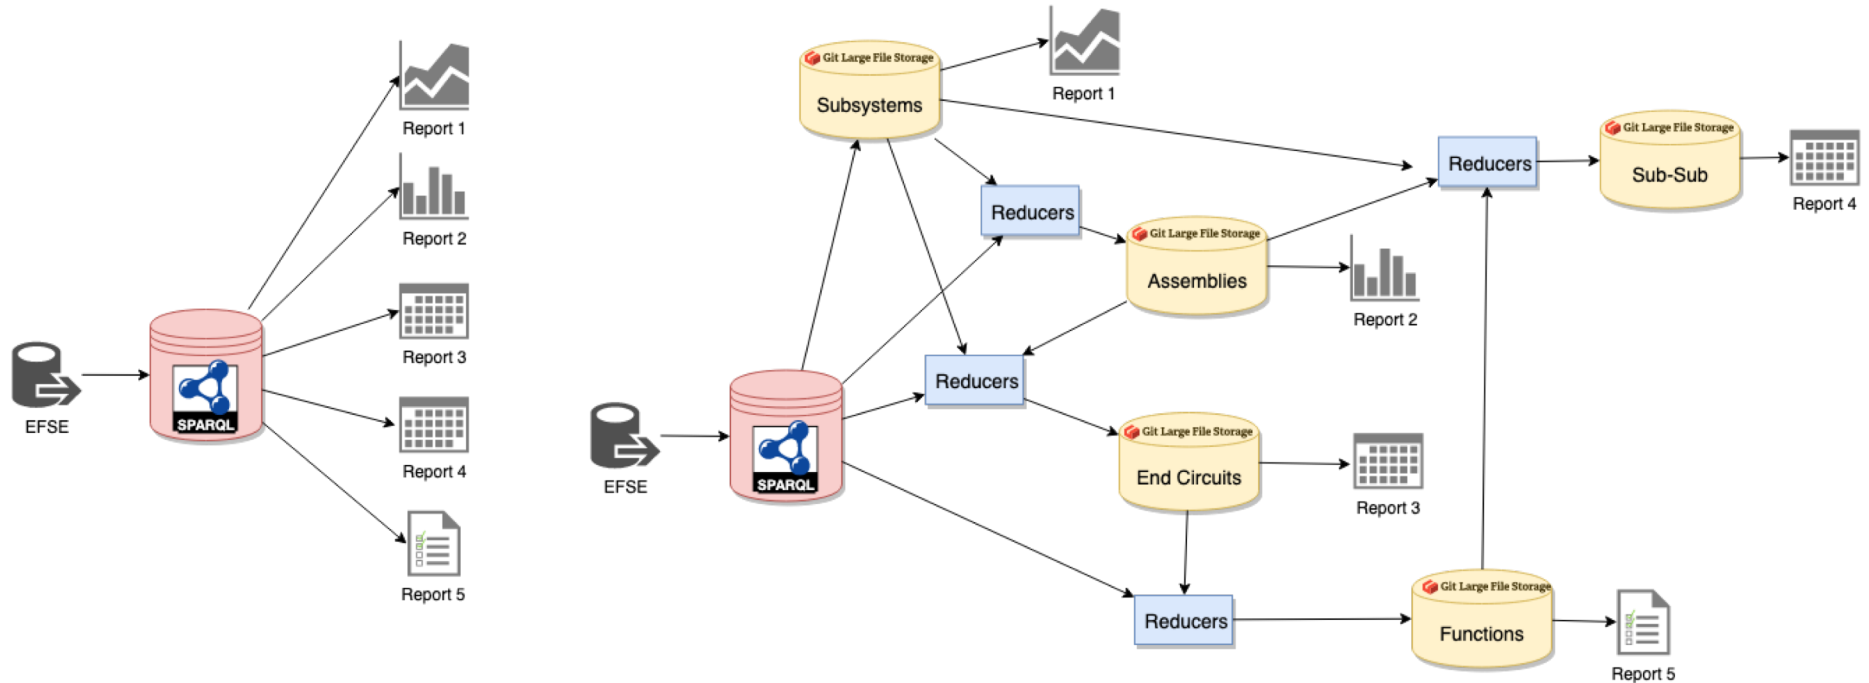 Report 1
Report 2
Report 3
EFSE
SPARQL
Report 4
Report 5
Git Large File Storage
Subsystems
Report 1
Reducers
Git Large File Storage
Sub-Sub
Report 4
Reducers
Git Large File Storage
Assemblies
Report 2
Reducers
EFSE
SPARQL
Git Large File Storage
End Circuits
Report 3
Reducers
Git Large File Storage
Functions
Report 5